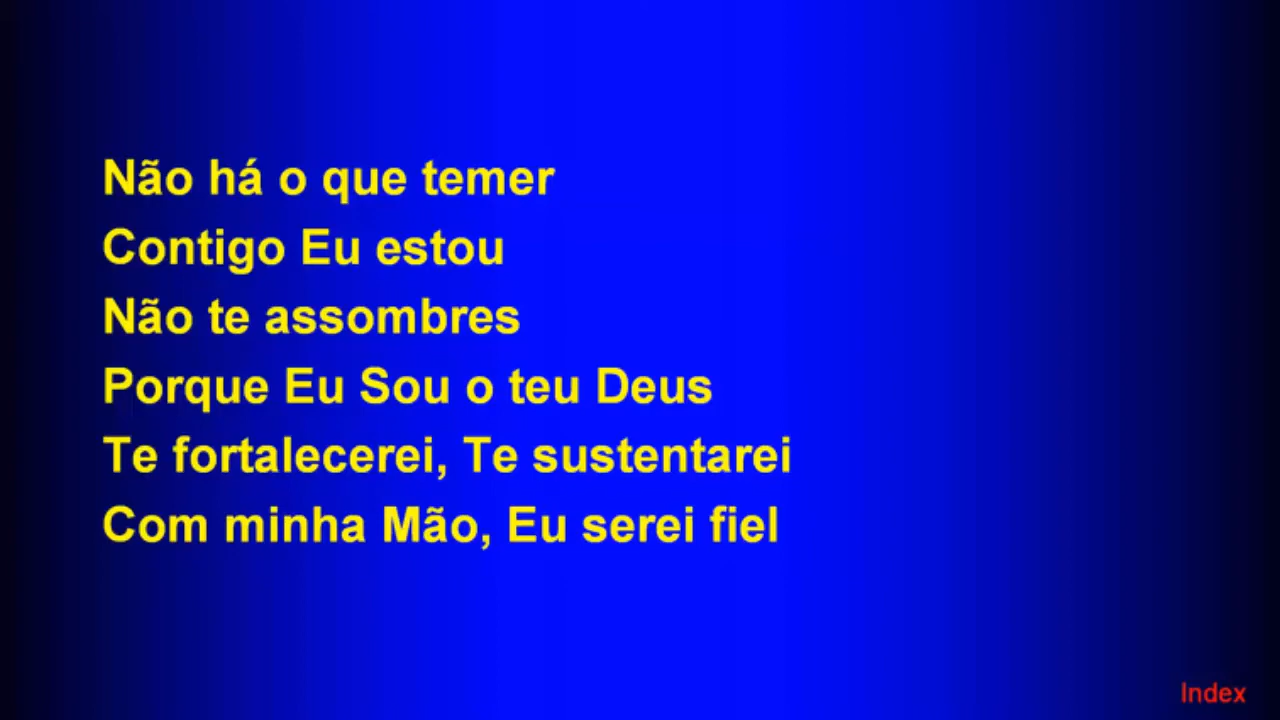 Não há o que temer
Contigo Eu estou
Não te assombres
Porque Eu Sou o teu Deus
Te fortalecerei, Te sustentarei
Com minha Mão, Eu serei fiel
Index